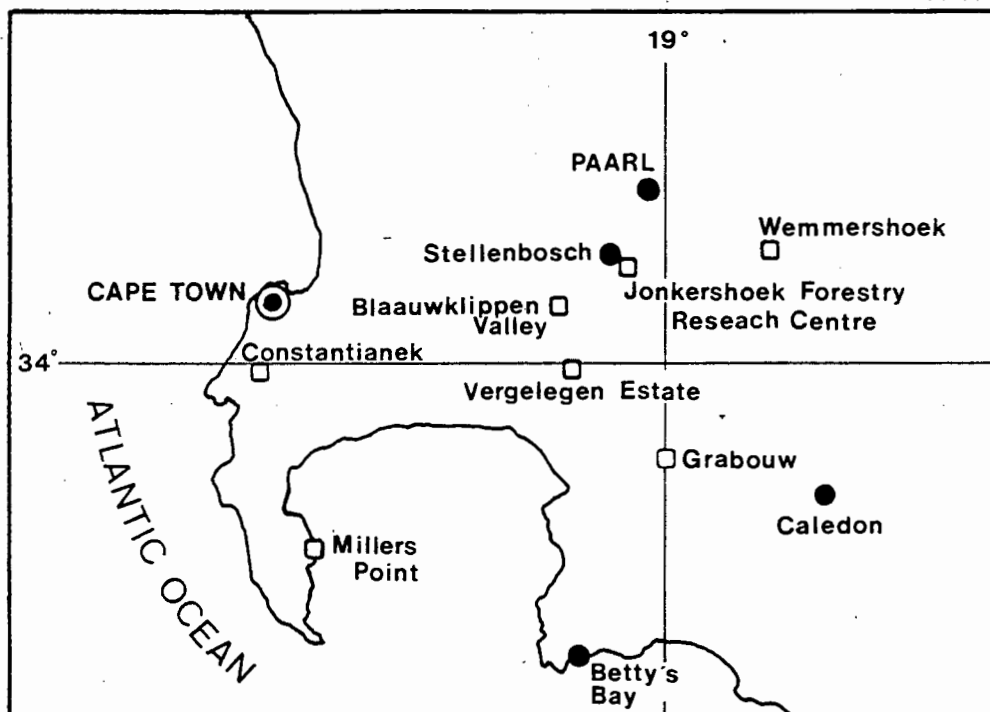 19°
PAARL
Wemmershoek
Stellenbosch
Jonkershoek Forestry
Reseach Centre
CAPE TOWN
Blaauwklippen
Valley
Constantianek
34°
Vergelegen Estate
ATLANTIC OCEAN
Grabouw
Caledon
Millers
Point
Betty's
Bay